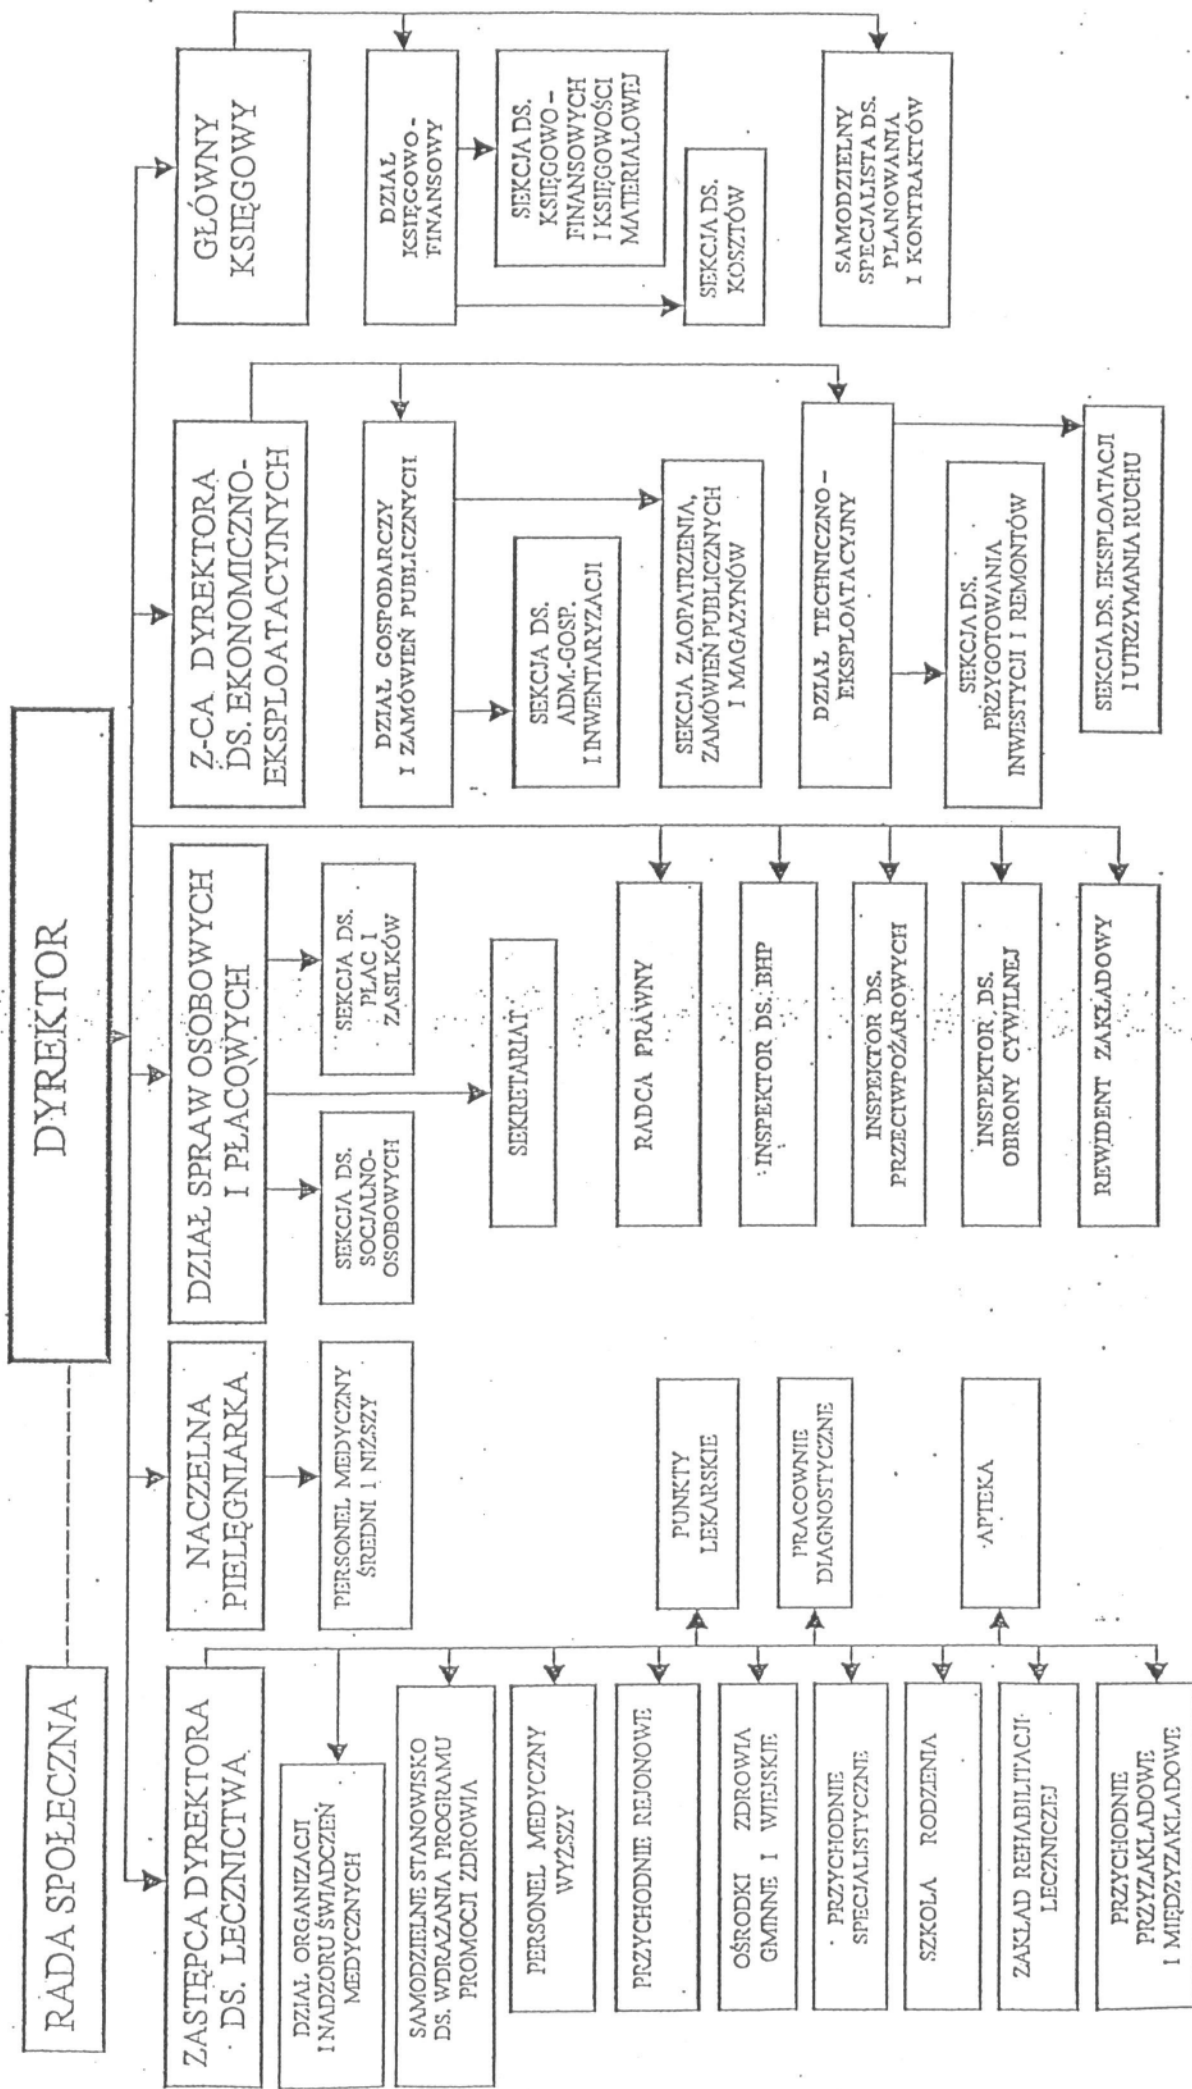 RADA SPOŁECZNA
DYREKTOR
ZASTĘPCA DYREKTORA
DS. LECZNICTWA
DZIAŁ ORGANIZACJI
I NADZORU ŚWIADCZEŃ
MEDYCZNYCH
SAMODZIELNE STANOWISKO
DS. WDRAŻANIA PROGRAMU
PROMOCJI ZDROWIA
PERSONEL MEDYCZNY
WYŻSZY
PRZYCHODNIE REJONOWE
OŚRODKI ZDROWIA
GMINNE I WIEJSKIE
PRZYCHODNIE
SPECJALISTYCZNE
SZKOŁA RODZENIA
ZAKŁAD REHABILITACJI
LECZNICZEJ
PRZYCHODNIE
PRZYZAKŁADOWE
I MIĘDZYZAKŁADOWE
PUNKTY
LEKARSKIE
PRACOWNIE
DIAGNOSTYCZNE
APTEKA
NACZELNA
PIELĘGNIARKA
PERSONEL MEDYCZNY
ŚREDNI I NIŻSZY
DZIAŁ SPRAW OSOBOWYCH
I PŁACOWYCH
SEKCJA DS.
SOCJALNO-
OSOBOWYCH
SEKCJA DS.
PŁAC I
ZASIŁKÓW
SEKRETARIAT
RADCA PRAWNY
INSPEKTOR DS. BHP
INSPEKTOR DS.
PRZECIWPOŻAROWYCH
INSPEKTOR DS.
OBRONY CYWILNEJ
REWIDENT ZAKŁADOWY
Z-CA DYREKTORA
DS. EKONOMICZNO-
EKSPLOATACYJNYCH
DZIAŁ GOSPODARCZY
I ZAMÓWIEŃ PUBLICZNYCH
SEKCJA DS.
ADM.-GOSP.
I INWENTARYZACJI
SEKCJA ZAOPATRZENIA,
ZAMÓWIEŃ PUBLICZNYCH
I MAGAZYNÓW
DZIAŁ TECHNICZNO –
EKSPLOATACYJNY
SEKCJA DS.
PRZYGOTOWANIA
INWESTYCJI I REMONTÓW
SEKCJA DS. EKSPLOATACJI
I UTRZYMANIA RUCHU
GŁÓWNY
KSIĘGOWY
DZIAŁ
KSIĘGOWO –
FINANSOWY
SEKCJA DS.
KSIĘGOWO –
FINANSOWYCH
I KSIĘGOWOŚCI
MATERIAŁOWEJ
SEKCJA DS.
KOSZTÓW
SAMODZIELNY
SPECJALISTA DS.
PLANOWANIA
I KONTRAKTÓW